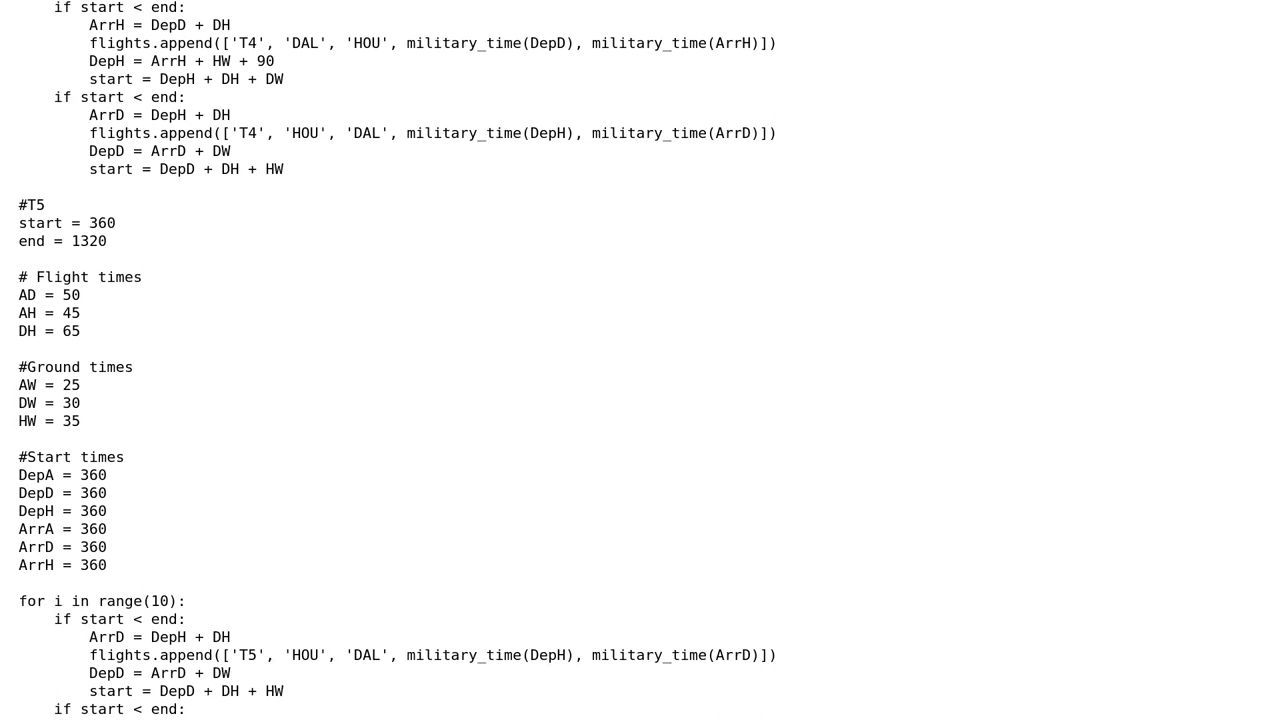 if start < end:
ArrH = DepD + DH
flights.append(['T4', 'DAL', 'HOU', military_time(DepD), military_time(ArrH)])
DepH = ArrH + HW + 90
start = DepH + DH + DW
if start < end:
ArrD = DepH + DH
flights.append(['T4', 'HOU', 'DAL', military_time(DepH), military_time(ArrD)])
DepD = ArrD + DW
start = DepD + DH + HW
#T5
start = 360
end = 1320
# Flight times
AD = 50
AH = 45
DH = 65
#Ground times
AW = 25
DW = 30
HW = 35
#Start times
DepA = 360
DepD = 360
DepH = 360
ArrA = 360
ArrD = 360
ArrH = 360
for i in range(10):
if start < end:
ArrD = DepH + DH
flights.append(['T5', 'HOU', 'DAL', military_time(DepH), military_time(ArrD)])
DepD = ArrD + DW
start = DepD + DH + HW
if start < end: